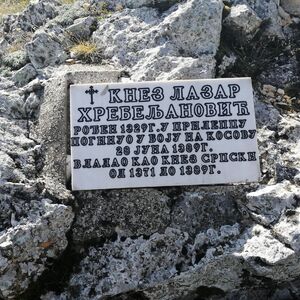 † КНЕЗ ЛАЗАР
ХРЕБЕЉАНОВИЋ
РОЂЕН 1329Г. У ПРИЛЕПЦУ
ПОГИНУО У БОЈУ НА КОСОВУ
28 ЈУНА 1389Г.
ВЛАДАО КАО КНЕЗ СРПСКИ
ОД 1371 ДО 1389Г.